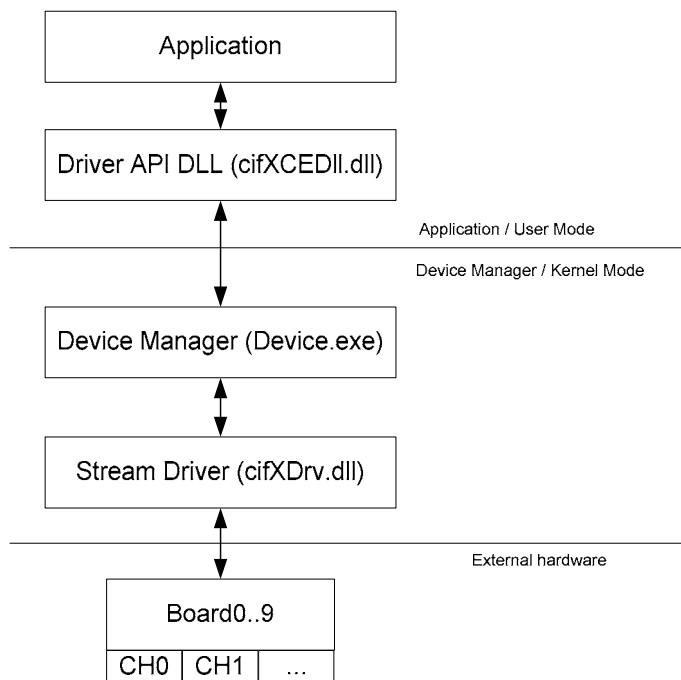 Application
Driver API DLL (cifXCEDll.dll)
Application / User Mode
Device Manager / Kernel Mode
Device Manager (Device.exe)
Stream Driver (cifXDrv.dll)
External hardware
Board0..9
CH0 CH1 ...